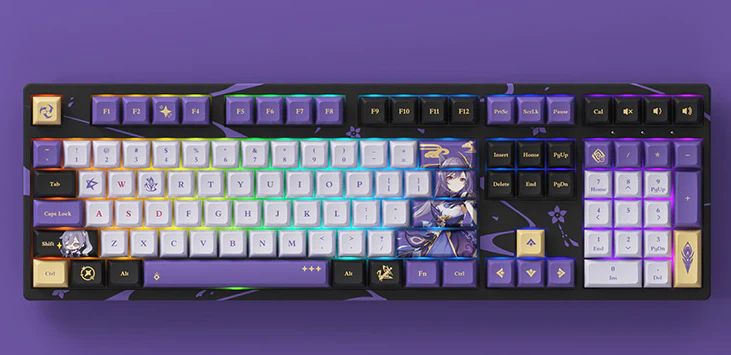 F1 F2 F4 F5 F6 F7 F8 F9 F10 F11 F12 PrtSc ScrLk Pause Cal
1 2 3 4 5 6 7 8 9 0 Insert Home PgUp / * -
Tab W R T Y U I O P Delete End PgDn 7 Home 8 9 PgUp +
Caps Lock A S D F G H J K L 4 5 6
Shift Z X C V B N M 1 End 2 3 PgDn
Ctrl Alt Alt Fn Ctrl 0 Ins Del